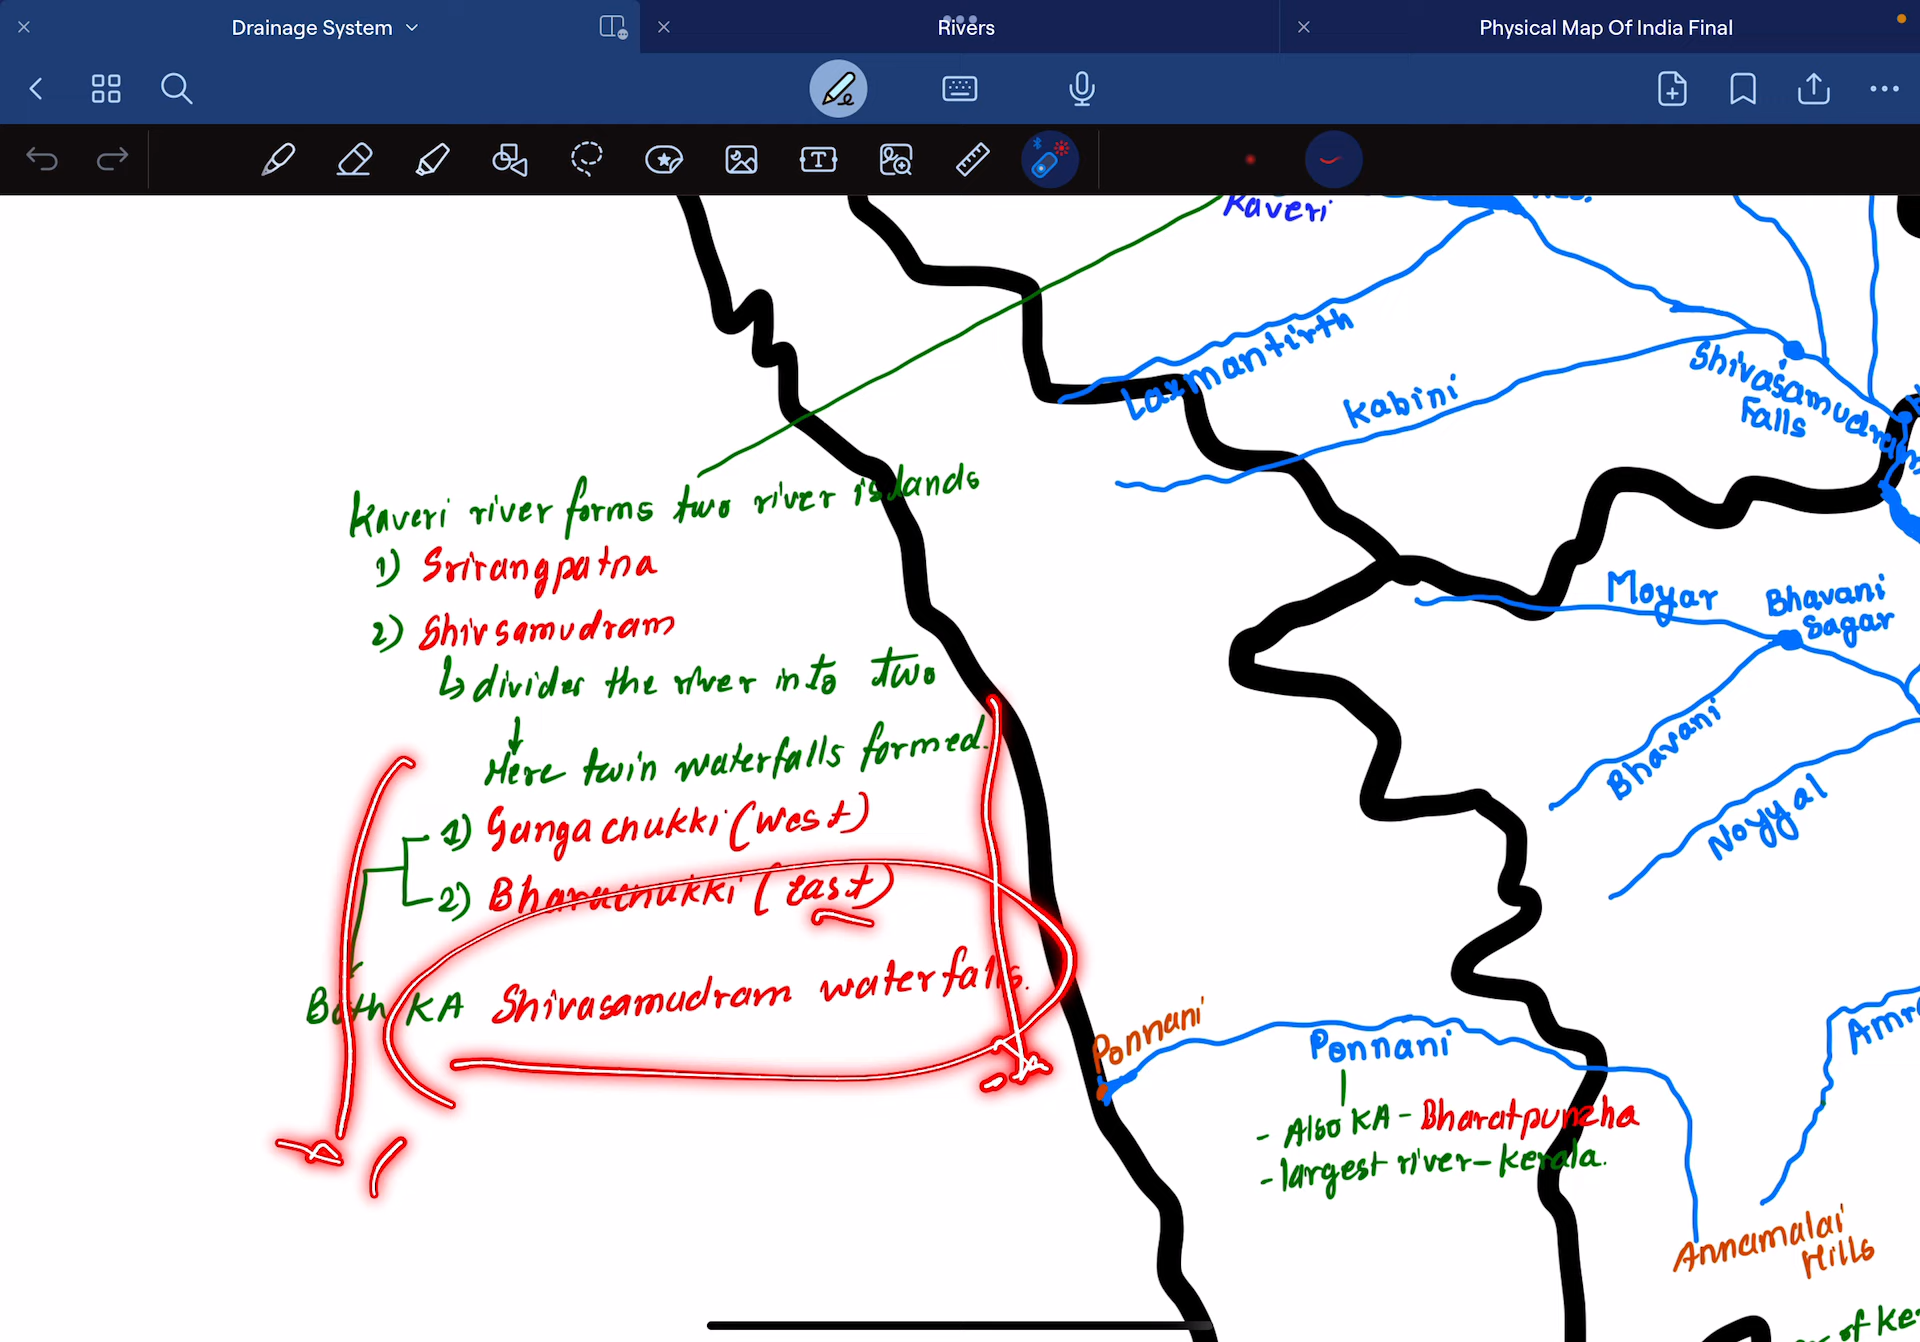 Drainage System
Rivers
Physical Map Of India Final
Kaveri
Laxmantirth
Kabini
Shivasamudram
Falls
Kaveri river forms two river islands
1) Srirangpatna
2) Shivsamudram
↳ divides the river into two
↓
Here twin waterfalls formed.
1) Gangachukki (West)
2) Bharachukki (East)
Both KA Shivasamudram waterfalls.
Moyar
Bhavani
Sagar
Bhavani
Noyyal
Ponnani
Ponnani
- Also KA - Bharatpuzha
- largest river - Kerala.
Annamalai
Hills